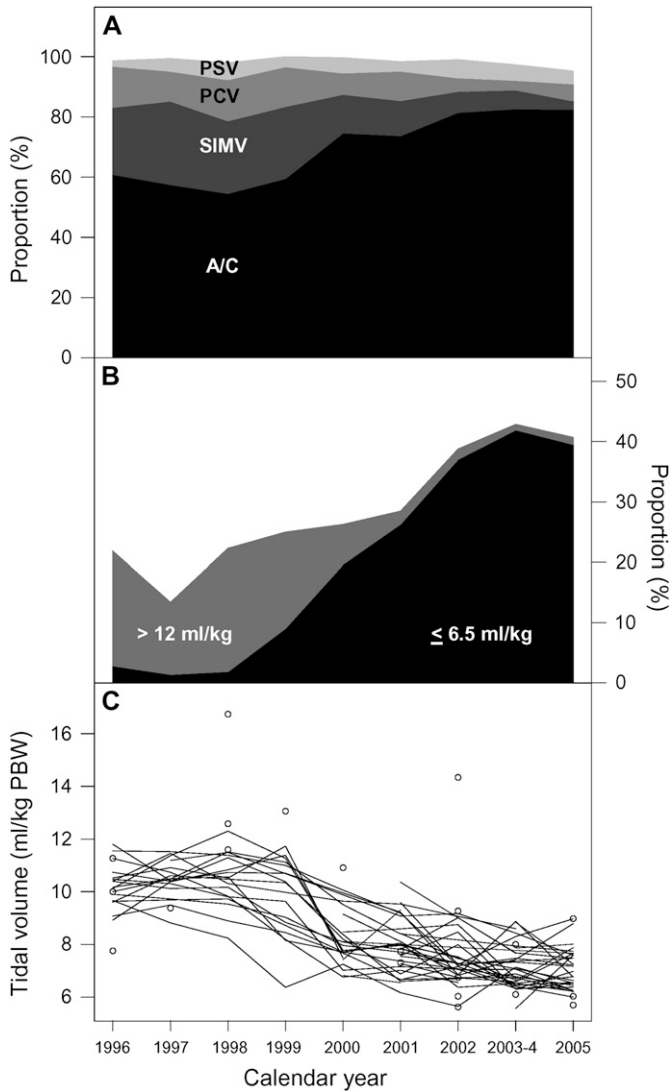 A
100
80
60
40
20
0
Proportion (%)
PSV
PCV
SIMV
A/C
B
50
40
30
20
10
0
Proportion (%)
> 12 ml/kg
≤ 6.5 ml/kg
C
16
14
12
10
8
6
Tidal volume (ml/kg PBW)
1996 1997 1998 1999 2000 2001 2002 2003-4 2005
Calendar year